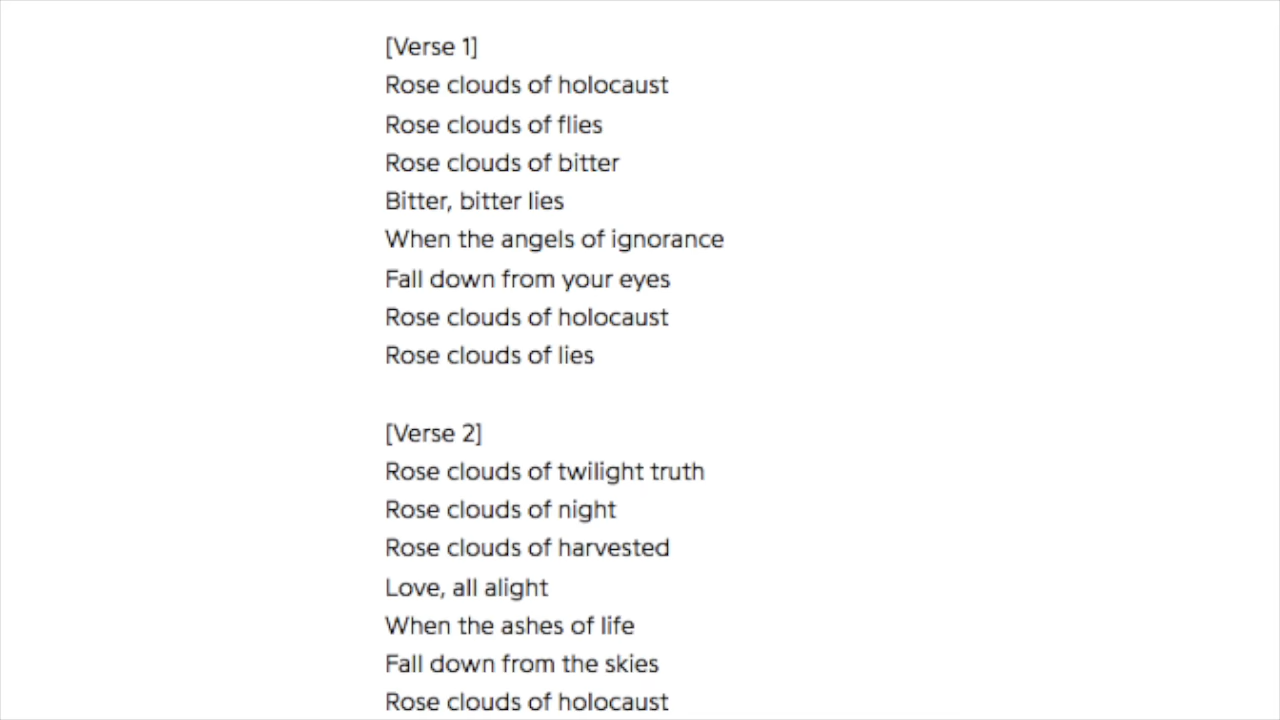 [Verse 1]
Rose clouds of holocaust
Rose clouds of flies
Rose clouds of bitter
Bitter, bitter lies
When the angels of ignorance
Fall down from your eyes
Rose clouds of holocaust
Rose clouds of lies
[Verse 2]
Rose clouds of twilight truth
Rose clouds of night
Rose clouds of harvested
Love, all alight
When the ashes of life
Fall down from the skies
Rose clouds of holocaust